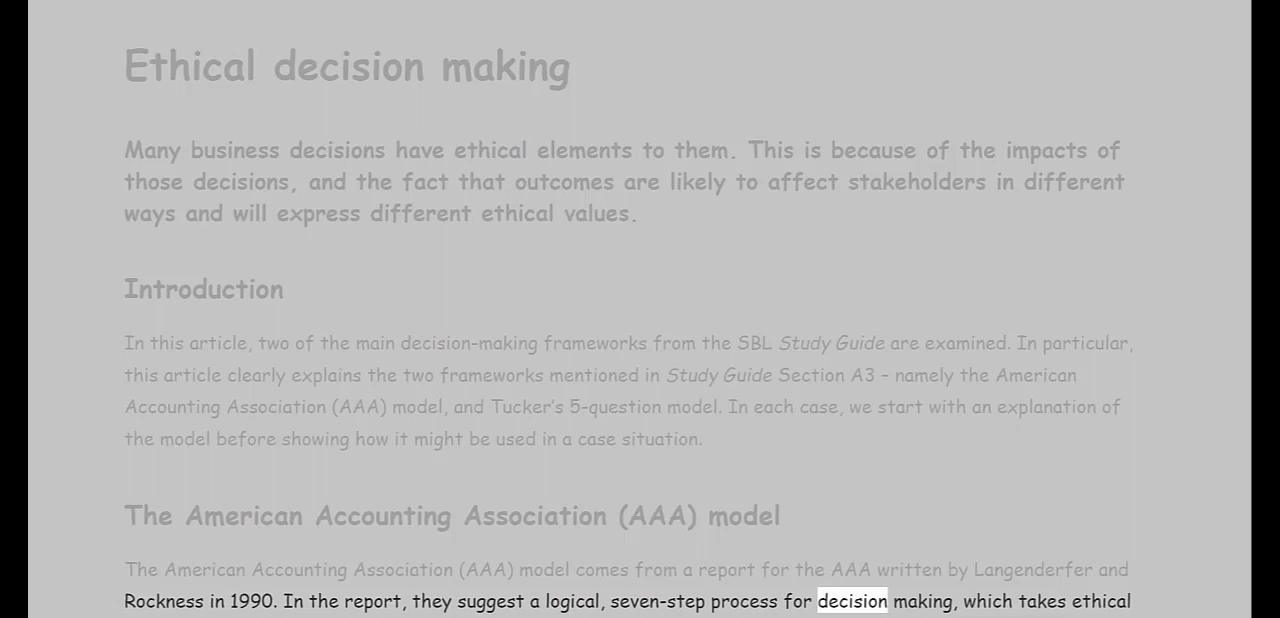 Ethical decision making
Many business decisions have ethical elements to them. This is because of the impacts of
those decisions, and the fact that outcomes are likely to affect stakeholders in different
ways and will express different ethical values.
Introduction
In this article, two of the main decision-making frameworks from the SBL Study Guide are examined. In particular,
this article clearly explains the two frameworks mentioned in Study Guide Section A3 – namely the American
Accounting Association (AAA) model, and Tucker's 5-question model. In each case, we start with an explanation of
the model before showing how it might be used in a case situation.
The American Accounting Association (AAA) model
The American Accounting Association (AAA) model comes from a report for the AAA written by Langenderfer and
Rockness in 1990. In the report, they suggest a logical, seven-step process for decision making, which takes ethical